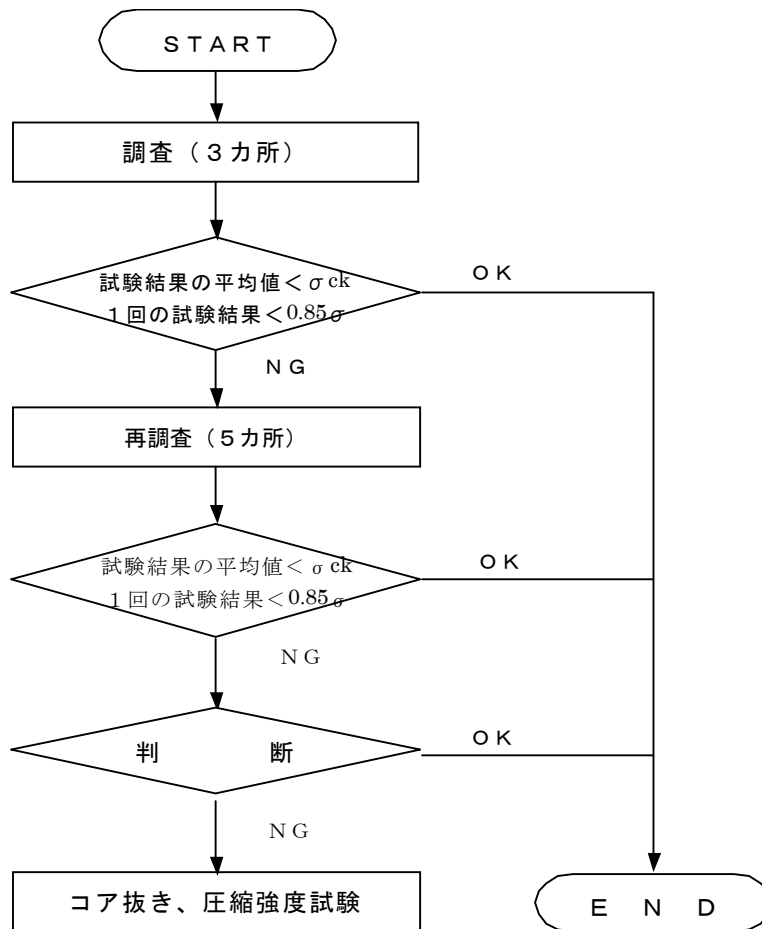 START
調査（３カ所）
試験結果の平均値＜σck
１回の試験結果＜0.85σ
OK
NG
再調査（５カ所）
試験結果の平均値＜σck
１回の試験結果＜0.85σ
OK
NG
判断
OK
NG
コア抜き、圧縮強度試験
END